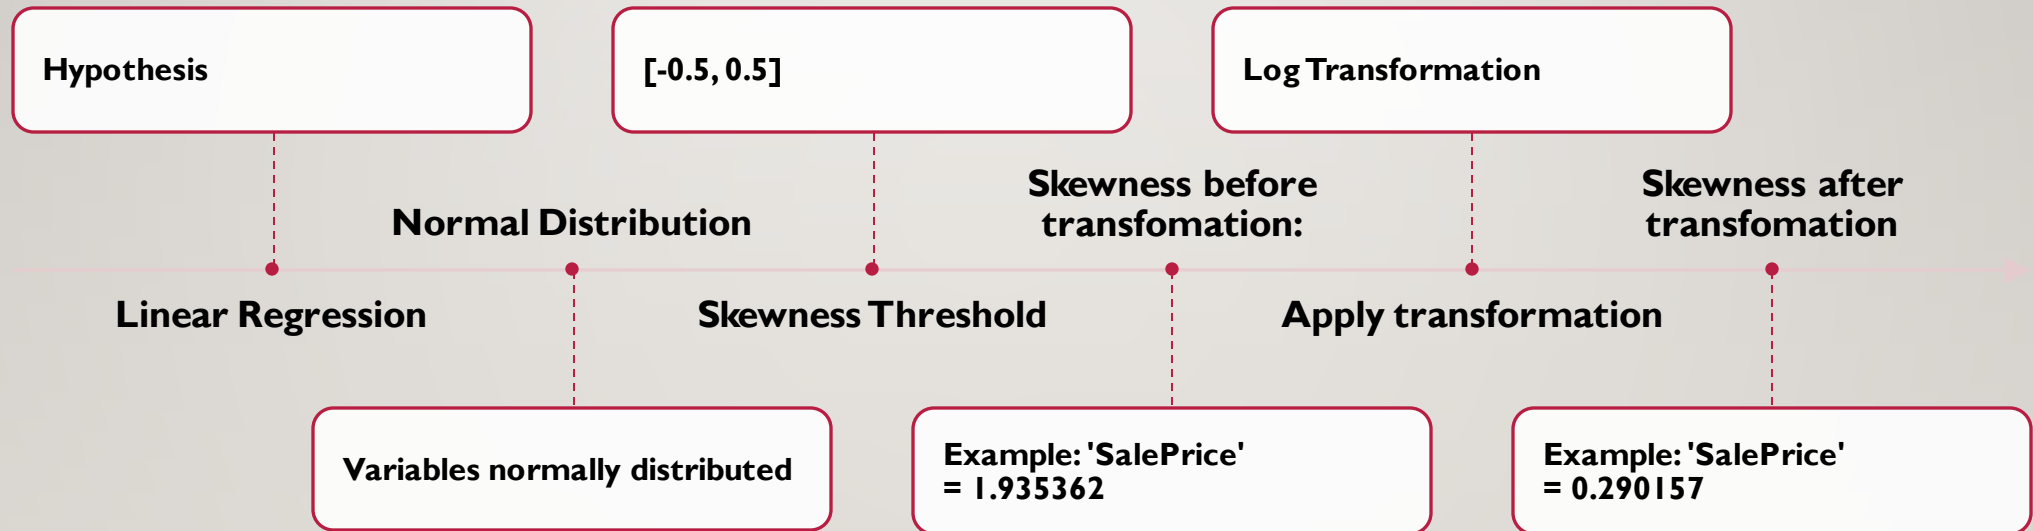 Hypothesis
[-0.5, 0.5]
Log Transformation
Normal Distribution
Skewness before
transfomation:
Skewness after
transfomation
Linear Regression
Skewness Threshold
Apply transformation
Variables normally distributed
Example: 'SalePrice'
= 1.935362
Example: 'SalePrice'
= 0.290157